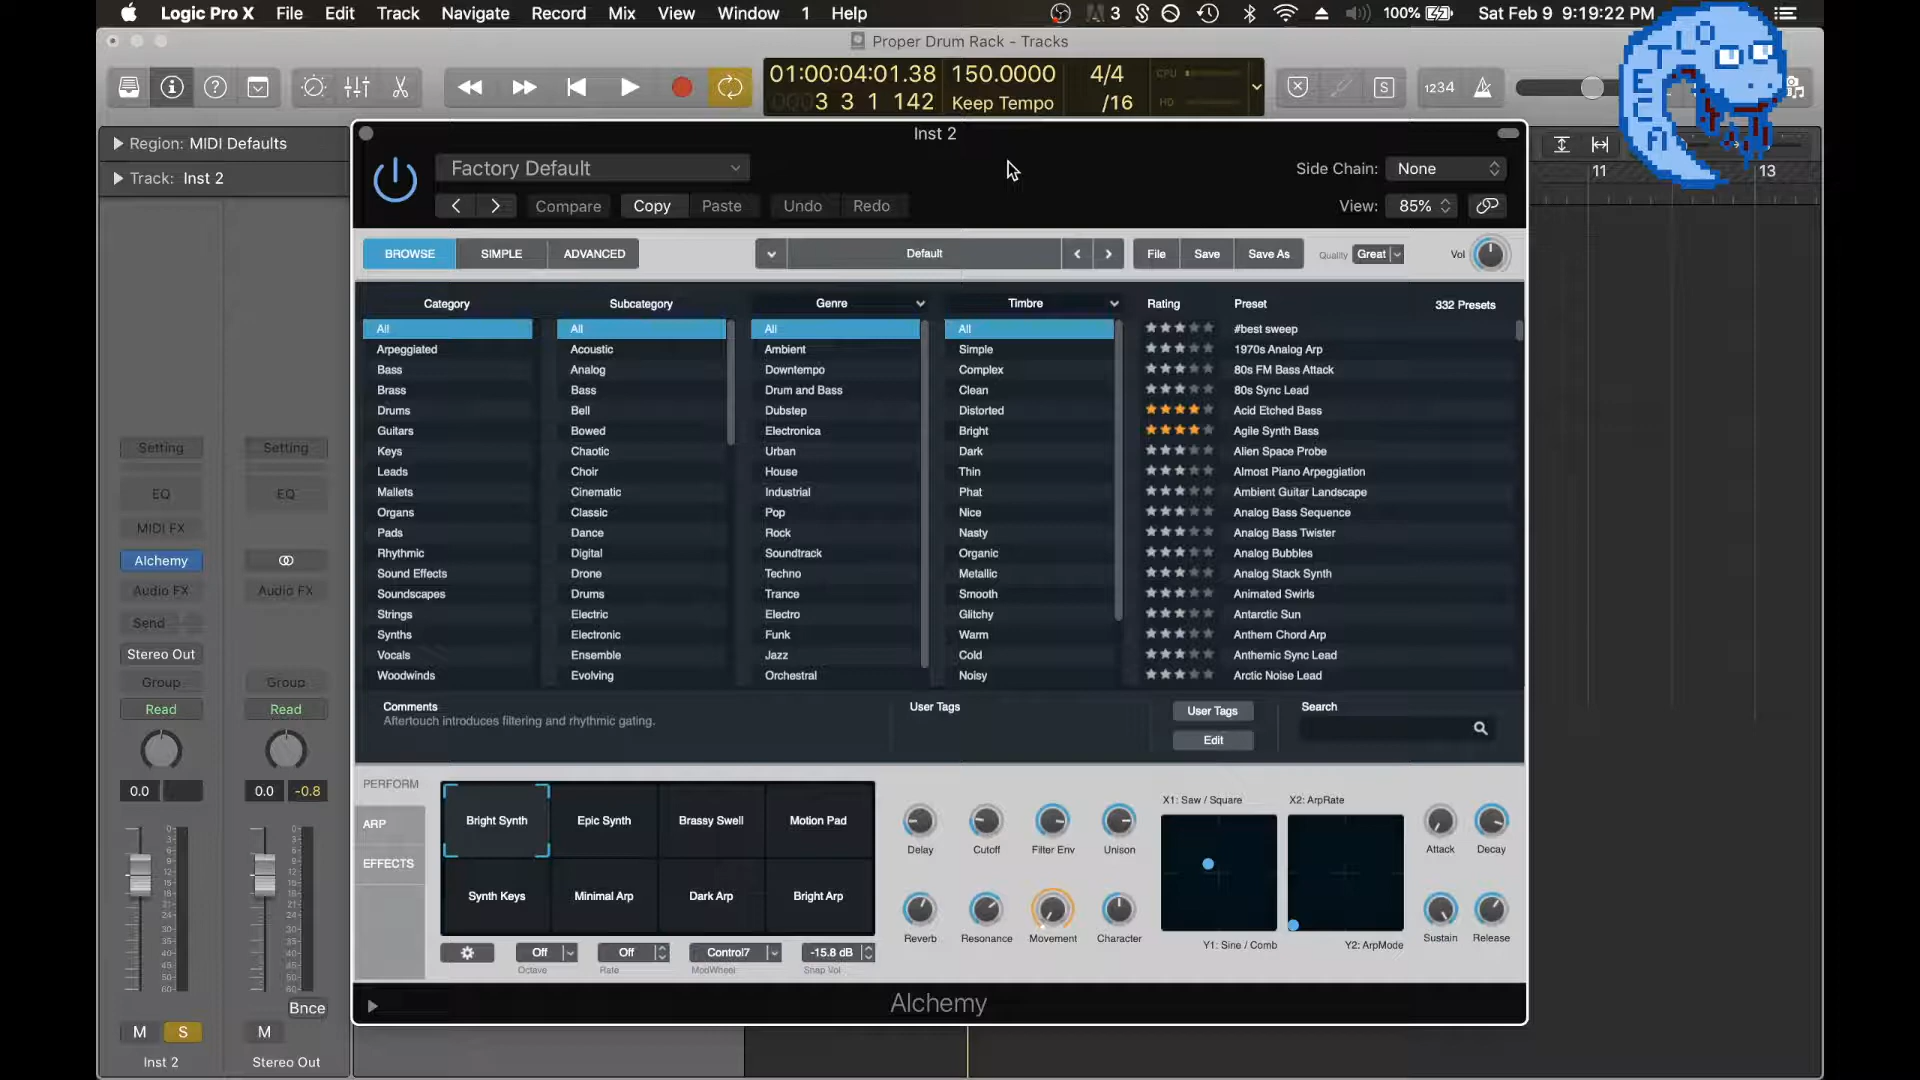 Logic Pro X File Edit Track Navigate Record Mix View Window 1 Help
3 100% Sat Feb 9 9:19:22 PM
Proper Drum Rack - Tracks
01:00:04:01.38 150.0000 4/4 CPU
3 3 1 142 Keep Tempo /16 HD
S 1234
Region: MIDI Defaults
Track: Inst 2
11 13
Inst 2
Factory Default
Side Chain: None
Compare Copy Paste Undo Redo
View: 85%
BROWSE SIMPLE ADVANCED Default File Save Save As Quality Great Vol
Category Subcategory Genre Timbre Rating Preset 332 Presets
All All All All #best sweep
Arpeggiated Acoustic Ambient Simple 1970s Analog Arp
Bass Analog Downtempo Complex 80s FM Bass Attack
Brass Bass Drum and Bass Clean 80s Sync Lead
Drums Bell Dubstep Distorted Acid Etched Bass
Guitars Bowed Electronica Bright Agile Synth Bass
Keys Chaotic Urban Dark Alien Space Probe
Leads Choir House Thin Almost Piano Arpeggiation
Mallets Cinematic Industrial Phat Ambient Guitar Landscape
Organs Classic Pop Nice Analog Bass Sequence
Pads Dance Rock Nasty Analog Bass Twister
Rhythmic Digital Soundtrack Organic Analog Bubbles
Sound Effects Drone Techno Metallic Analog Stack Synth
Soundscapes Drums Trance Smooth Animated Swirls
Strings Electric Electro Glitchy Antarctic Sun
Synths Electronic Funk Warm Anthem Chord Arp
Vocals Ensemble Jazz Cold Anthemic Sync Lead
Woodwinds Evolving Orchestral Noisy Arctic Noise Lead
Comments User Tags User Tags Search
Aftertouch introduces filtering and rhythmic gating.
Edit
PERFORM
ARP
EFFECTS
Bright Synth Epic Synth Brassy Swell Motion Pad
Synth Keys Minimal Arp Dark Arp Bright Arp
Off Off Control7 -15.8 dB
Octave Rate ModWheel Snap Vol
Delay Cutoff Filter Env Unison
Reverb Resonance Movement Character
X1: Saw / Square X2: ArpRate
Y1: Sine / Comb Y2: ArpMode
Attack Decay
Sustain Release
Alchemy
Setting Setting
EQ EQ
MIDI FX
Alchemy
Audio FX Audio FX
Send
Stereo Out
Group Group
Read Read
0.0 0.0 -0.8
Bnce
M S M
Inst 2 Stereo Out